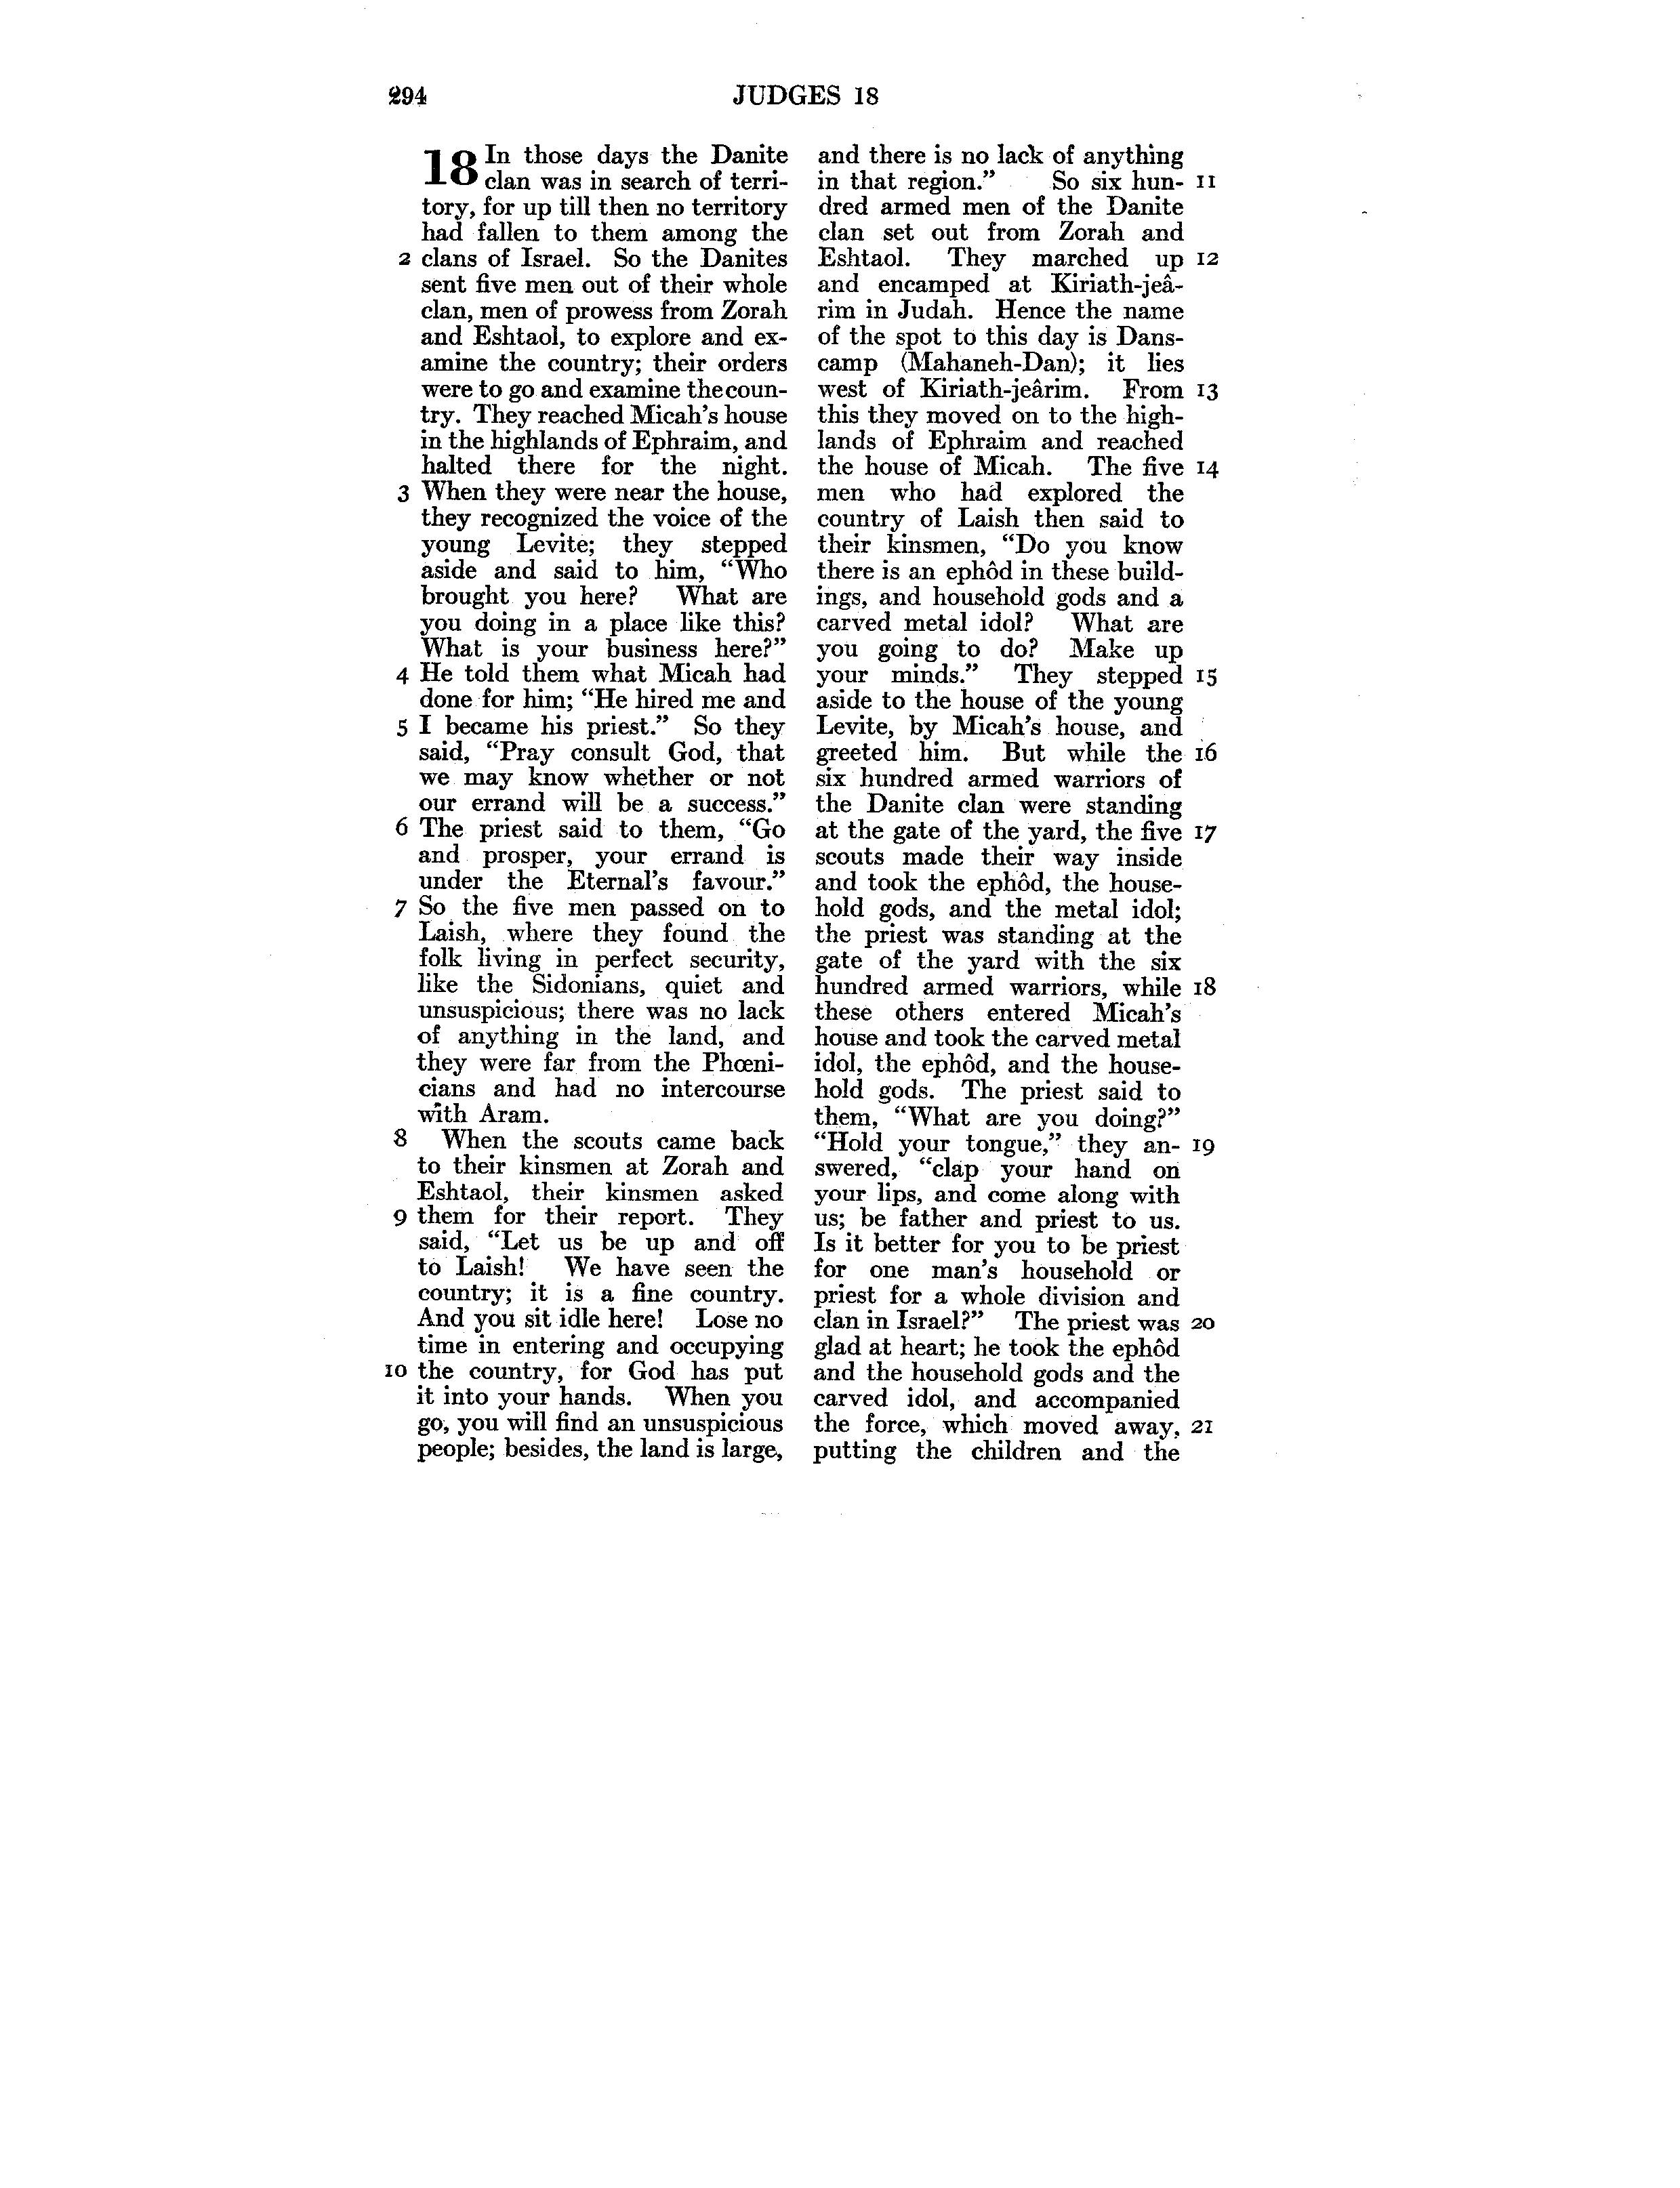 294 JUDGES 18
18 In those days the Danite
clan was in search of terri-
tory, for up till then no territory
had fallen to them among the
2 clans of Israel. So the Danites
sent five men out of their whole
clan, men of prowess from Zorah
and Eshtaol, to explore and ex-
amine the country; their orders
were to go and examine thecoun-
try. They reached Micah's house
in the highlands of Ephraim, and
halted there for the night.
3 When they were near the house,
they recognized the voice of the
young Levite; they stepped
aside and said to him, “Who
brought you here? What are
you doing in a place like this?
What is your business here?”
4 He told them what Micah had
done for him; “He hired me and
5 I became his priest.” So they
said, “Pray consult God, that
we may know whether or not
our errand will be a success.”
6 The priest said to them, “Go
and prosper, your errand is
under the Eternal's favour.”
7 So the five men passed on to
Laish, where they found the
folk living in perfect security,
like the Sidonians, quiet and
unsuspicious; there was no lack
of anything in the land, and
they were far from the Phœni-
cians and had no intercourse
with Aram.
8 When the scouts came back
to their kinsmen at Zorah and
Eshtaol, their kinsmen asked
9 them for their report. They
said, “Let us be up and off
to Laish! We have seen the
country; it is a fine country.
And you sit idle here! Lose no
time in entering and occupying
10 the country, for God has put
it into your hands. When you
go, you will find an unsuspicious
people; besides, the land is large,
and there is no lack of anything
in that region.” So six hun- 11
dred armed men of the Danite
clan set out from Zorah and
Eshtaol. They marched up 12
and encamped at Kiriath-jeâ-
rim in Judah. Hence the name
of the spot to this day is Dans-
camp (Mahaneh-Dan); it lies
west of Kiriath-jeârim. From 13
this they moved on to the high-
lands of Ephraim and reached
the house of Micah. The five 14
men who had explored the
country of Laish then said to
their kinsmen, “Do you know
there is an ephôd in these build-
ings, and household gods and a
carved metal idol? What are
you going to do? Make up
your minds.” They stepped 15
aside to the house of the young
Levite, by Micah's house, and
greeted him. But while the 16
six hundred armed warriors of
the Danite clan were standing
at the gate of the yard, the five 17
scouts made their way inside
and took the ephôd, the house-
hold gods, and the metal idol;
the priest was standing at the
gate of the yard with the six
hundred armed warriors, while 18
these others entered Micah's
house and took the carved metal
idol, the ephôd, and the house-
hold gods. The priest said to
them, “What are you doing?”
“Hold your tongue,” they an- 19
swered, “clap your hand on
your lips, and come along with
us; be father and priest to us.
Is it better for you to be priest
for one man's household or
priest for a whole division and
clan in Israel?” The priest was 20
glad at heart; he took the ephôd
and the household gods and the
carved idol, and accompanied
the force, which moved away, 21
putting the children and the